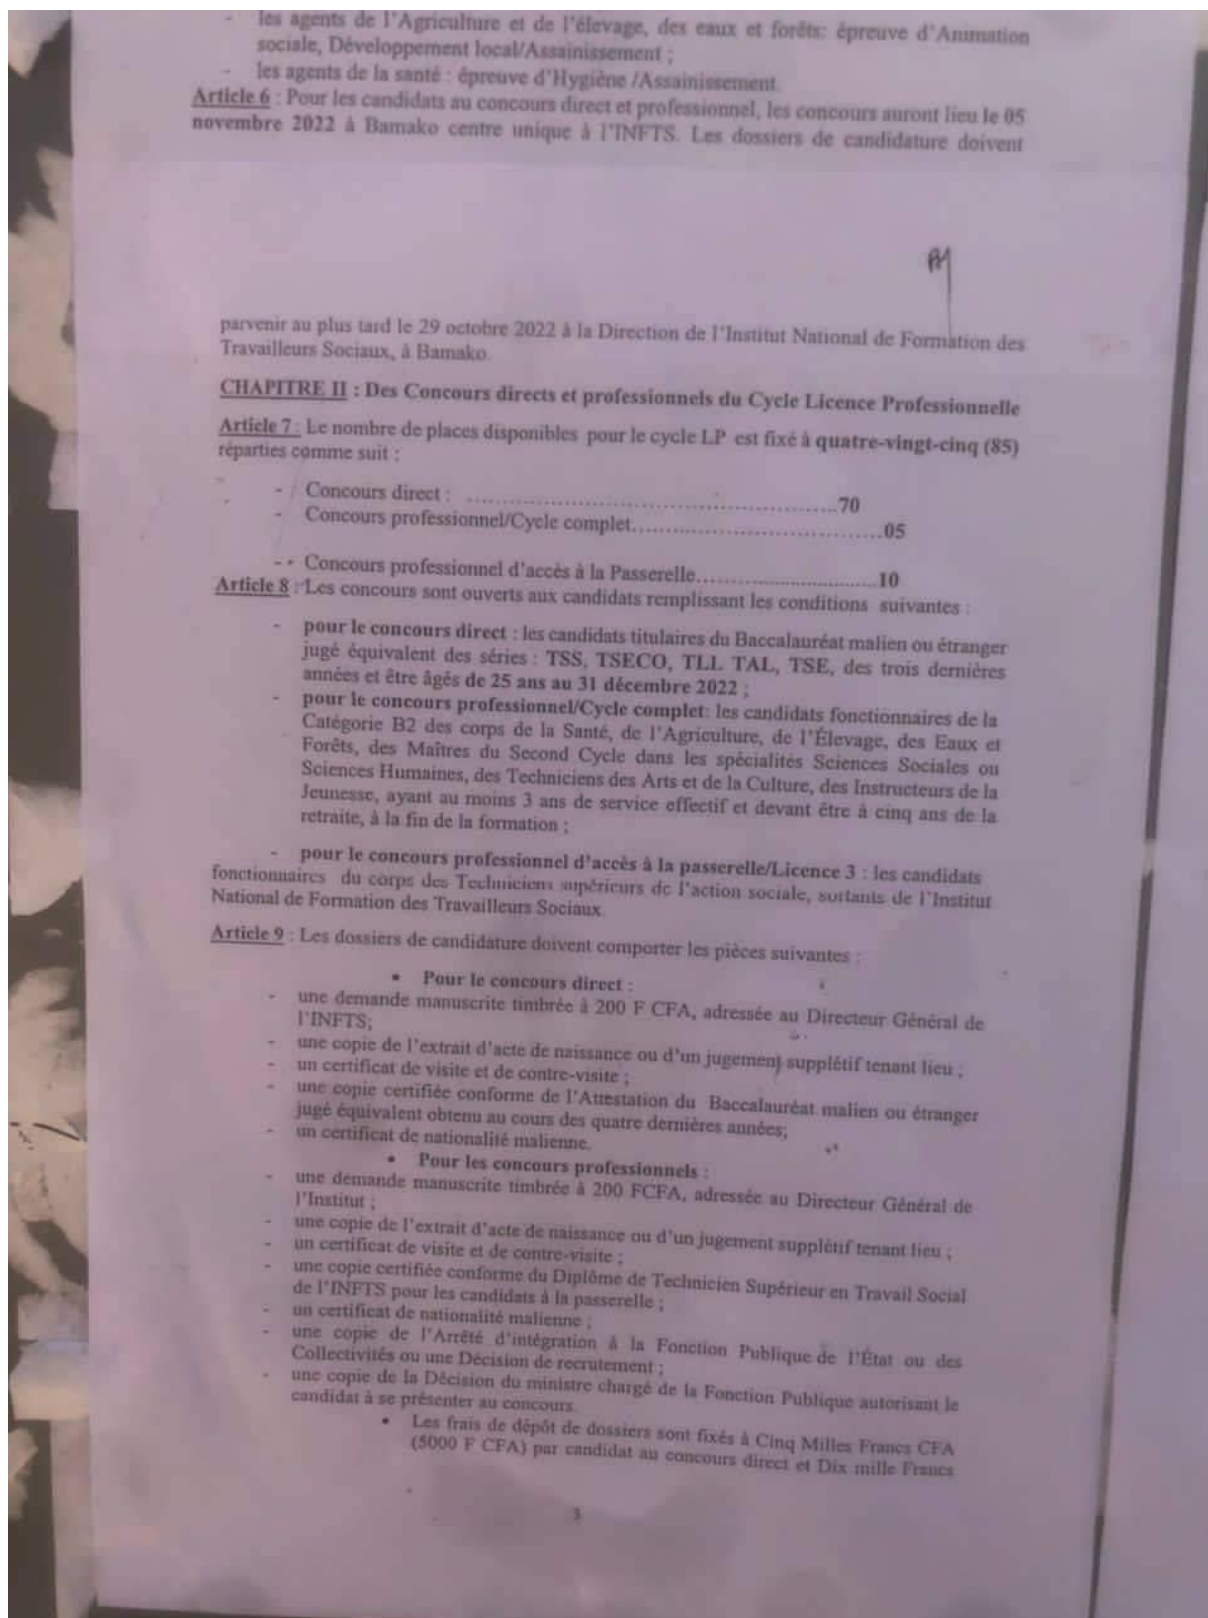 - les agents de l'Agriculture et de l'élevage, des eaux et forêts: épreuve d'Animation
sociale, Développement local/Assainissement ;
- les agents de la santé : épreuve d'Hygiène /Assainissement.
Article 6 : Pour les candidats au concours direct et professionnel, les concours auront lieu le 05
novembre 2022 à Bamako centre unique à l'INFTS. Les dossiers de candidature doivent
parvenir au plus tard le 29 octobre 2022 à la Direction de l'Institut National de Formation des
Travailleurs Sociaux, à Bamako.
CHAPITRE II : Des Concours directs et professionnels du Cycle Licence Professionnelle
Article 7 : Le nombre de places disponibles pour le cycle LP est fixé à quatre-vingt-cinq (85)
réparties comme suit :
- Concours direct : ........................................................70
- Concours professionnel/Cycle complet......................................05
- Concours professionnel d'accès à la Passerelle............................10
Article 8 : Les concours sont ouverts aux candidats remplissant les conditions suivantes :
- pour le concours direct : les candidats titulaires du Baccalauréat malien ou étranger
jugé équivalent des séries : TSS, TSECO, TLL TAL, TSE, des trois dernières
années et être âgés de 25 ans au 31 décembre 2022 ;
- pour le concours professionnel/Cycle complet: les candidats fonctionnaires de la
Catégorie B2 des corps de la Santé, de l'Agriculture, de l'Élevage, des Eaux et
Forêts, des Maîtres du Second Cycle dans les spécialités Sciences Sociales ou
Sciences Humaines, des Techniciens des Arts et de la Culture, des Instructeurs de la
Jeunesse, ayant au moins 3 ans de service effectif et devant être à cinq ans de la
retraite, à la fin de la formation ;
- pour le concours professionnel d'accès à la passerelle/Licence 3 : les candidats
fonctionnaires du corps des Techniciens supérieurs de l'action sociale, sortants de l'Institut
National de Formation des Travailleurs Sociaux.
Article 9 : Les dossiers de candidature doivent comporter les pièces suivantes :
• Pour le concours direct :
- une demande manuscrite timbrée à 200 F CFA, adressée au Directeur Général de
l'INFTS;
- une copie de l'extrait d'acte de naissance ou d'un jugement supplétif tenant lieu ;
- un certificat de visite et de contre-visite ;
- une copie certifiée conforme de l'Attestation du Baccalauréat malien ou étranger
jugé équivalent obtenu au cours des quatre dernières années;
- un certificat de nationalité malienne.
• Pour les concours professionnels :
- une demande manuscrite timbrée à 200 FCFA, adressée au Directeur Général de
l'Institut ;
- une copie de l'extrait d'acte de naissance ou d'un jugement supplétif tenant lieu ;
- un certificat de visite et de contre-visite ;
- une copie certifiée conforme du Diplôme de Technicien Supérieur en Travail Social
de l'INFTS pour les candidats à la passerelle ;
- un certificat de nationalité malienne ;
- une copie de l'Arrêté d'intégration à la Fonction Publique de l'État ou des
Collectivités ou une Décision de recrutement ;
- une copie de la Décision du ministre chargé de la Fonction Publique autorisant le
candidat à se présenter au concours.
• Les frais de dépôt de dossiers sont fixés à Cinq Milles Francs CFA
(5000 F CFA) par candidat au concours direct et Dix mille Francs
3